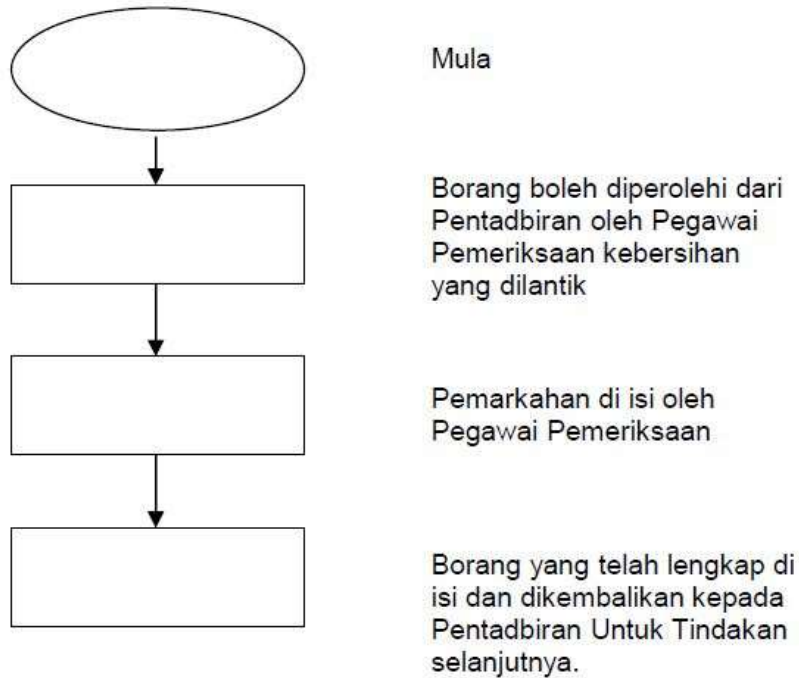 Mula
Borang boleh diperolehi dari
Pentadbiran oleh Pegawai
Pemeriksaan kebersihan
yang dilantik
Pemarkahan di isi oleh
Pegawai Pemeriksaan
Borang yang telah lengkap di
isi dan dikembalikan kepada
Pentadbiran Untuk Tindakan
selanjutnya.